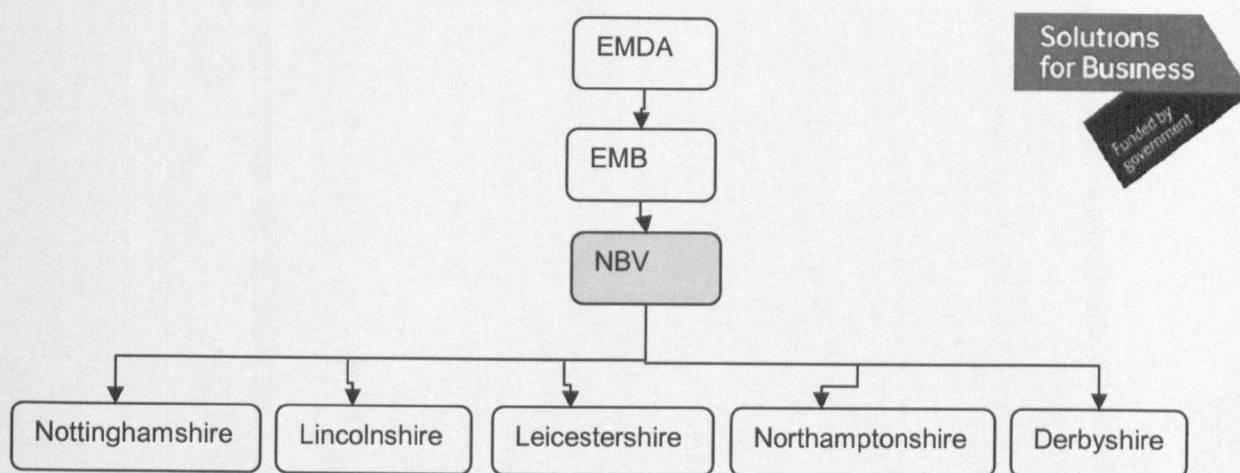 EMDA
Solutions
for Business
Funded by
government
EMB
NBV
Nottinghamshire
Lincolnshire
Leicestershire
Northamptonshire
Derbyshire